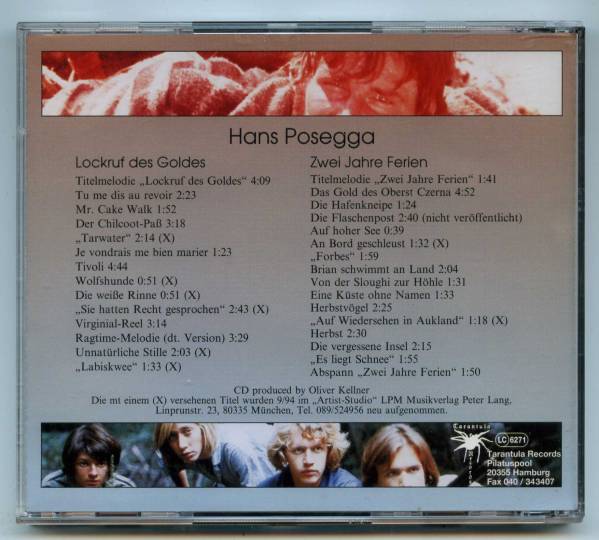 Hans Posegga
Lockruf des Goldes
Titelmelodie „Lockruf des Goldes“ 4:09
Tu me dis au revoir 2:23
Mr. Cake Walk 1:52
Der Chilcoot-Paß 3:18
„Tarwater“ 2:14 (X)
Je vondrais me bien marier 1:23
Tivoli 4:44
Wolfshunde 0:51 (X)
Die weiße Rinne 0:51 (X)
„Sie hatten Recht gesprochen“ 2:43 (X)
Virginial-Reel 3:14
Ragtime-Melodie (dt. Version) 3:29
Unnatürliche Stille 2:03 (X)
„Labiskwee“ 1:33 (X)
Zwei Jahre Ferien
Titelmelodie „Zwei Jahre Ferien“ 1:41
Das Gold des Oberst Czerna 4:52
Die Hafenkneipe 1:24
Die Flaschenpost 2:40 (nicht veröffentlicht)
Auf hoher See 0:39
An Bord geschleust 1:32 (X)
„Forbes“ 1:59
Brian schwimmt an Land 2:04
Von der Sloughi zur Höhle 1:31
Eine Küste ohne Namen 1:33
Herbstvögel 2:25
„Auf Wiedersehen in Aukland“ 1:18 (X)
Herbst 2:30
Die vergessene Insel 2:15
„Es liegt Schnee“ 1:55
Abspann „Zwei Jahre Ferien“ 1:50
CD produced by Oliver Kellner
Die mt einem (X) versehenen Titel wurden 9/94 im „Artist-Studio“ LPM Musikverlag Peter Lang,
Linprunstr. 23, 80335 München, Tel. 089/524956 neu aufgenommen.
Tarantula
Records
LC 6271
Tarantula Records
Pilatuspool
20355 Hamburg
Fax 040 / 343407